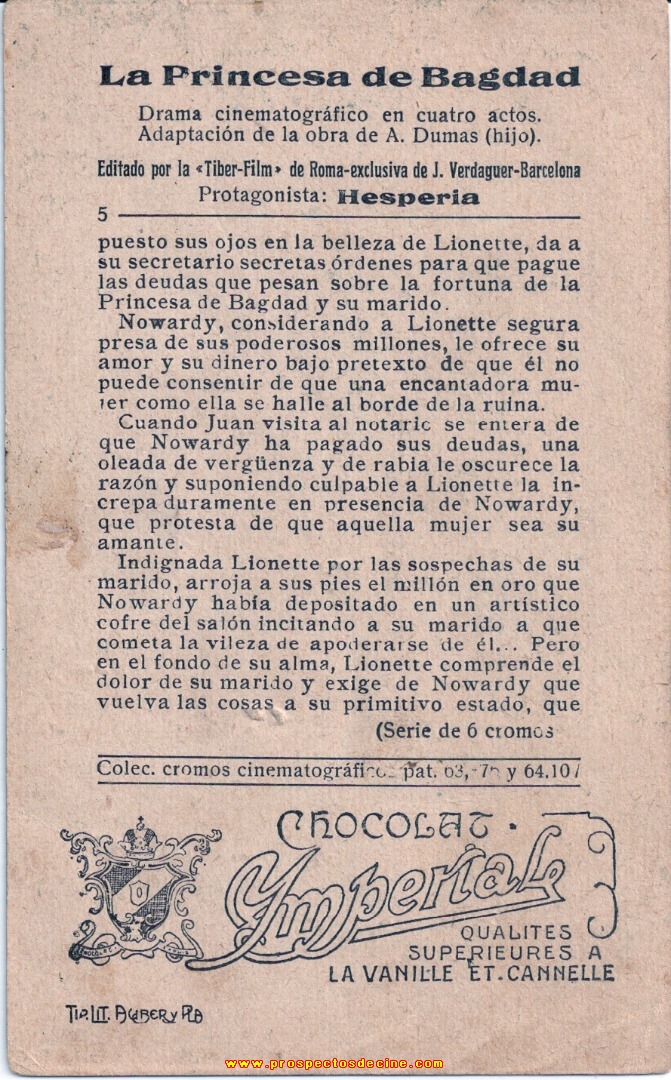 La Princesa de Bagdad
Drama cinematográfico en cuatro actos.
Adaptación de la obra de A. Dumas (hijo).
Editado por la «Tiber-Film» de Roma-exclusiva de J. Verdaguer-Barcelona
Protagonista: Hesperia
5
puesto sus ojos en la belleza de Lionette, da a
su secretario secretas órdenes para que pague
las deudas que pesan sobre la fortuna de la
Princesa de Bagdad y su marido.
Nowardy, considerando a Lionette segura
presa de sus poderosos millones, le ofrece su
amor y su dinero bajo pretexto de que él no
puede consentir de que una encantadora mu-
jer como ella se halle al borde de la ruina.
Cuando Juan visita al notario se entera de
que Nowardy ha pagado sus deudas, una
oleada de vergüenza y de rabia le oscurece la
razón y suponiendo culpable a Lionette la in-
crepa duramente en presencia de Nowardy,
que protesta de que aquella mujer sea su
amante.
Indignada Lionette por las sospechas de su
marido, arroja a sus pies el millón en oro que
Nowardy había depositado en un artístico
cofre del salón incitando a su marido a que
cometa la vileza de apoderarse de él... Pero
en el fondo de su alma, Lionette comprende el
dolor de su marido y exige de Nowardy que
vuelva las cosas a su primitivo estado, que
(Serie de 6 cromos
Colec. cromos cinematográficos pat. y 64.107
CHOCOLAT
Imperial
QUALITES
SUPERIEURES A
LA VANILLE ET CANNELLE
TIP. LIT. AUBER Y PLA
www.prospectosdecine.com